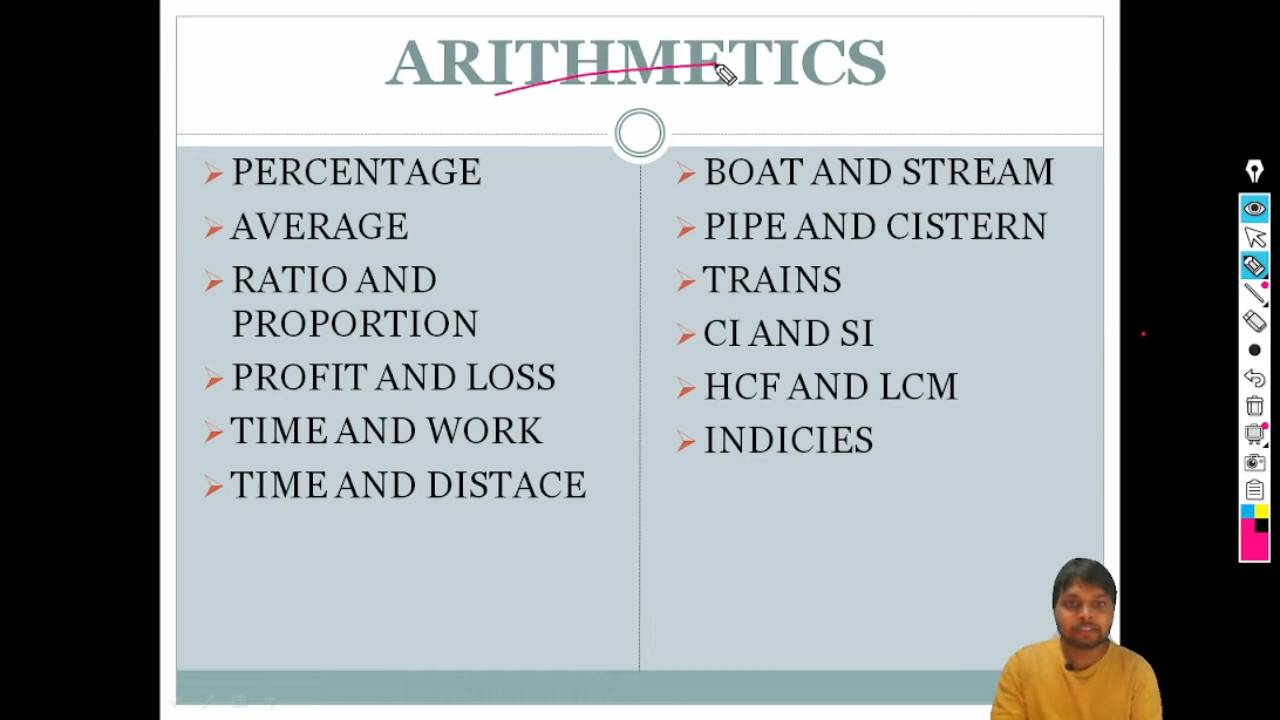 ARITHMETICS
PERCENTAGE
AVERAGE
RATIO AND
PROPORTION
PROFIT AND LOSS
TIME AND WORK
TIME AND DISTACE
BOAT AND STREAM
PIPE AND CISTERN
TRAINS
CI AND SI
HCF AND LCM
INDICIES